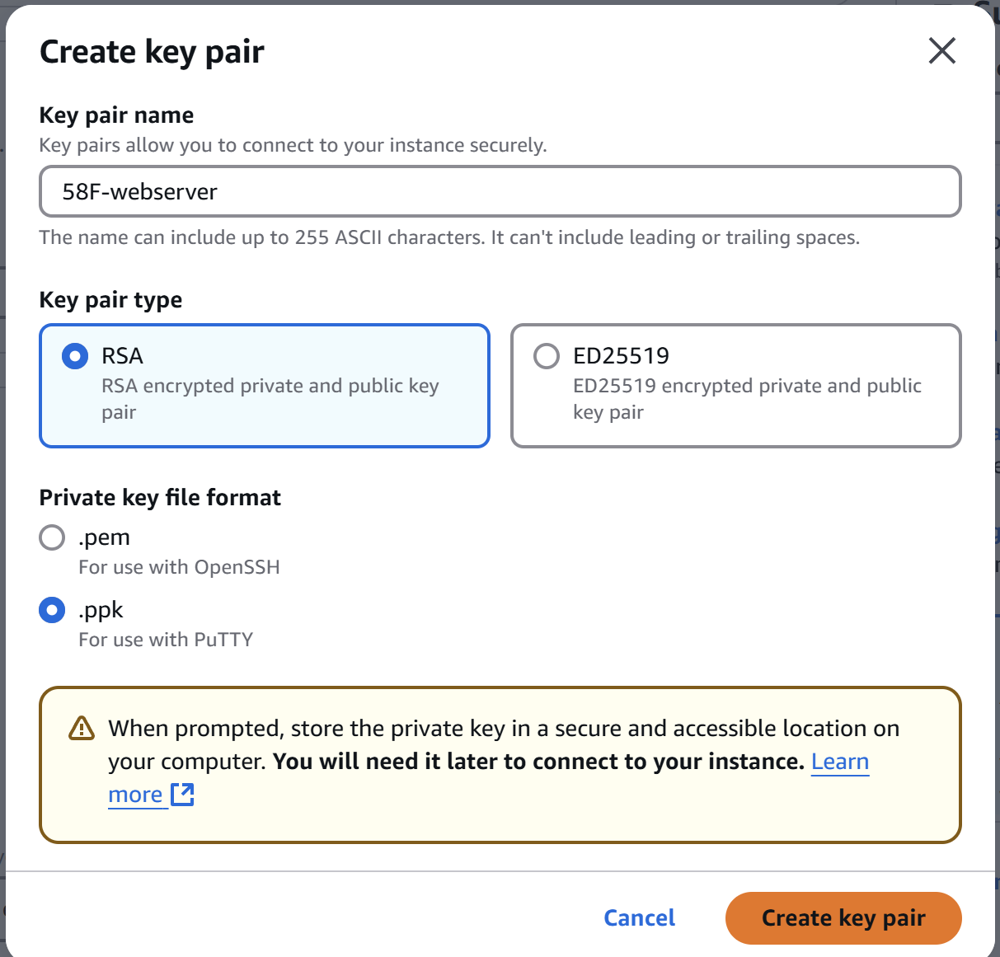 Create key pair
Key pair name
Key pairs allow you to connect to your instance securely.
58F-webserver
The name can include up to 255 ASCII characters. It can't include leading or trailing spaces.
Key pair type
RSA
RSA encrypted private and public key
pair
ED25519
ED25519 encrypted private and public
key pair
Private key file format
.pem
For use with OpenSSH
.ppk
For use with PuTTY
When prompted, store the private key in a secure and accessible location on
your computer. You will need it later to connect to your instance. Learn
more
Cancel
Create key pair